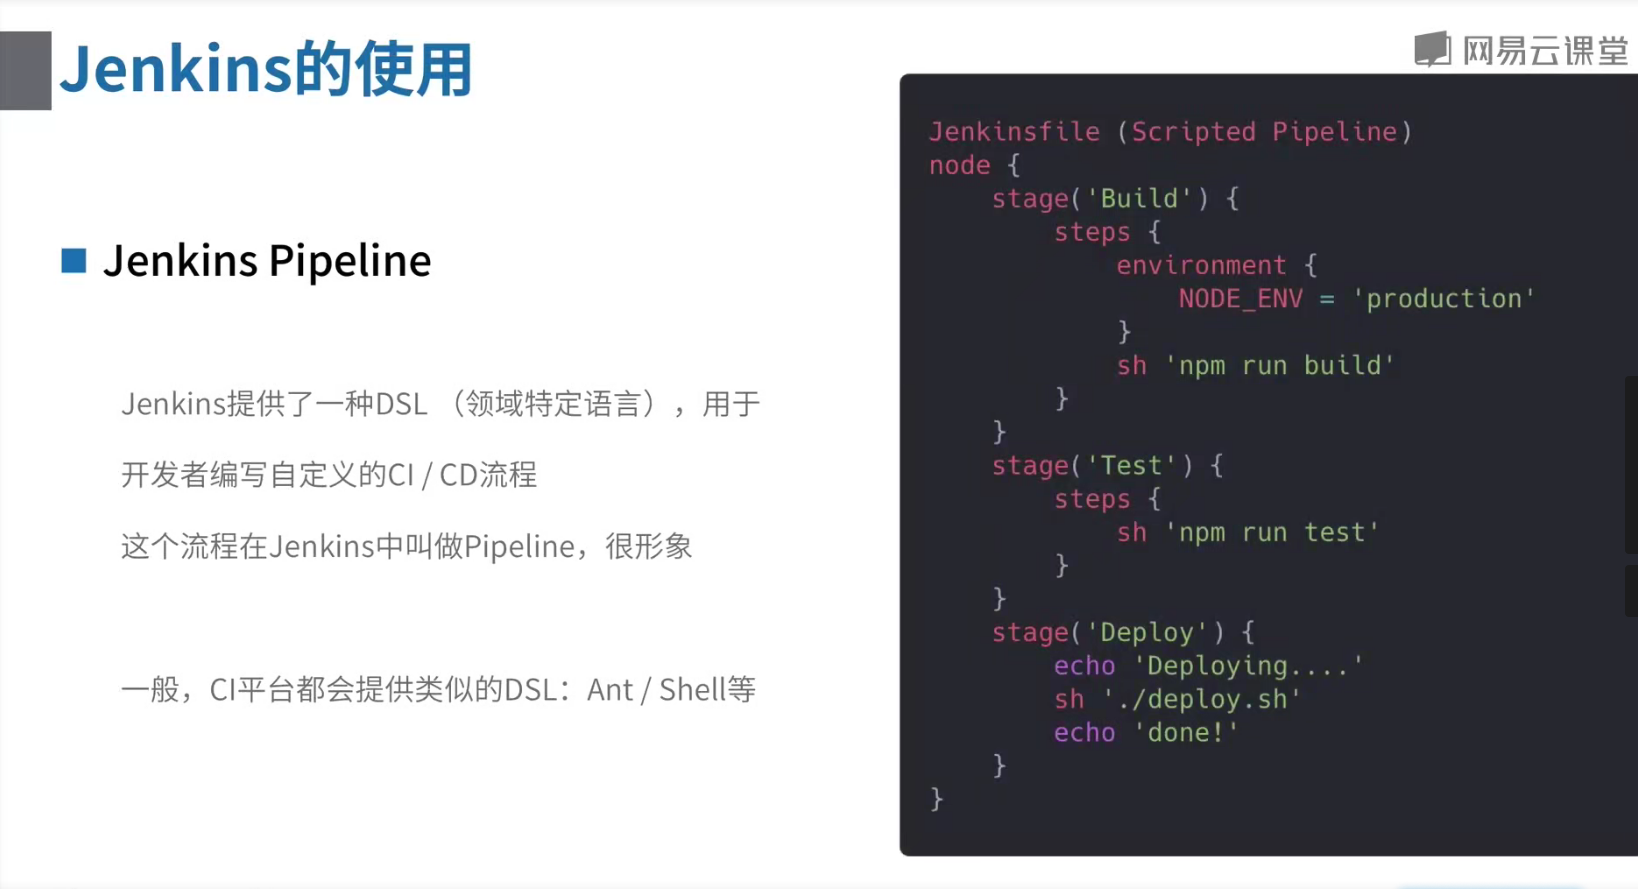 Jenkins的使用
网易云课堂
Jenkins Pipeline
Jenkins提供了一种DSL （领域特定语言），用于
开发者编写自定义的CI / CD流程
这个流程在Jenkins中叫做Pipeline，很形象
一般，CI平台都会提供类似的DSL：Ant / Shell等
Jenkinsfile (Scripted Pipeline)
node {
    stage('Build') {
        steps {
            environment {
                NODE_ENV = 'production'
            }
            sh 'npm run build'
        }
    }
    stage('Test') {
        steps {
            sh 'npm run test'
        }
    }
    stage('Deploy') {
        echo 'Deploying....'
        sh './deploy.sh'
        echo 'done!'
    }
}